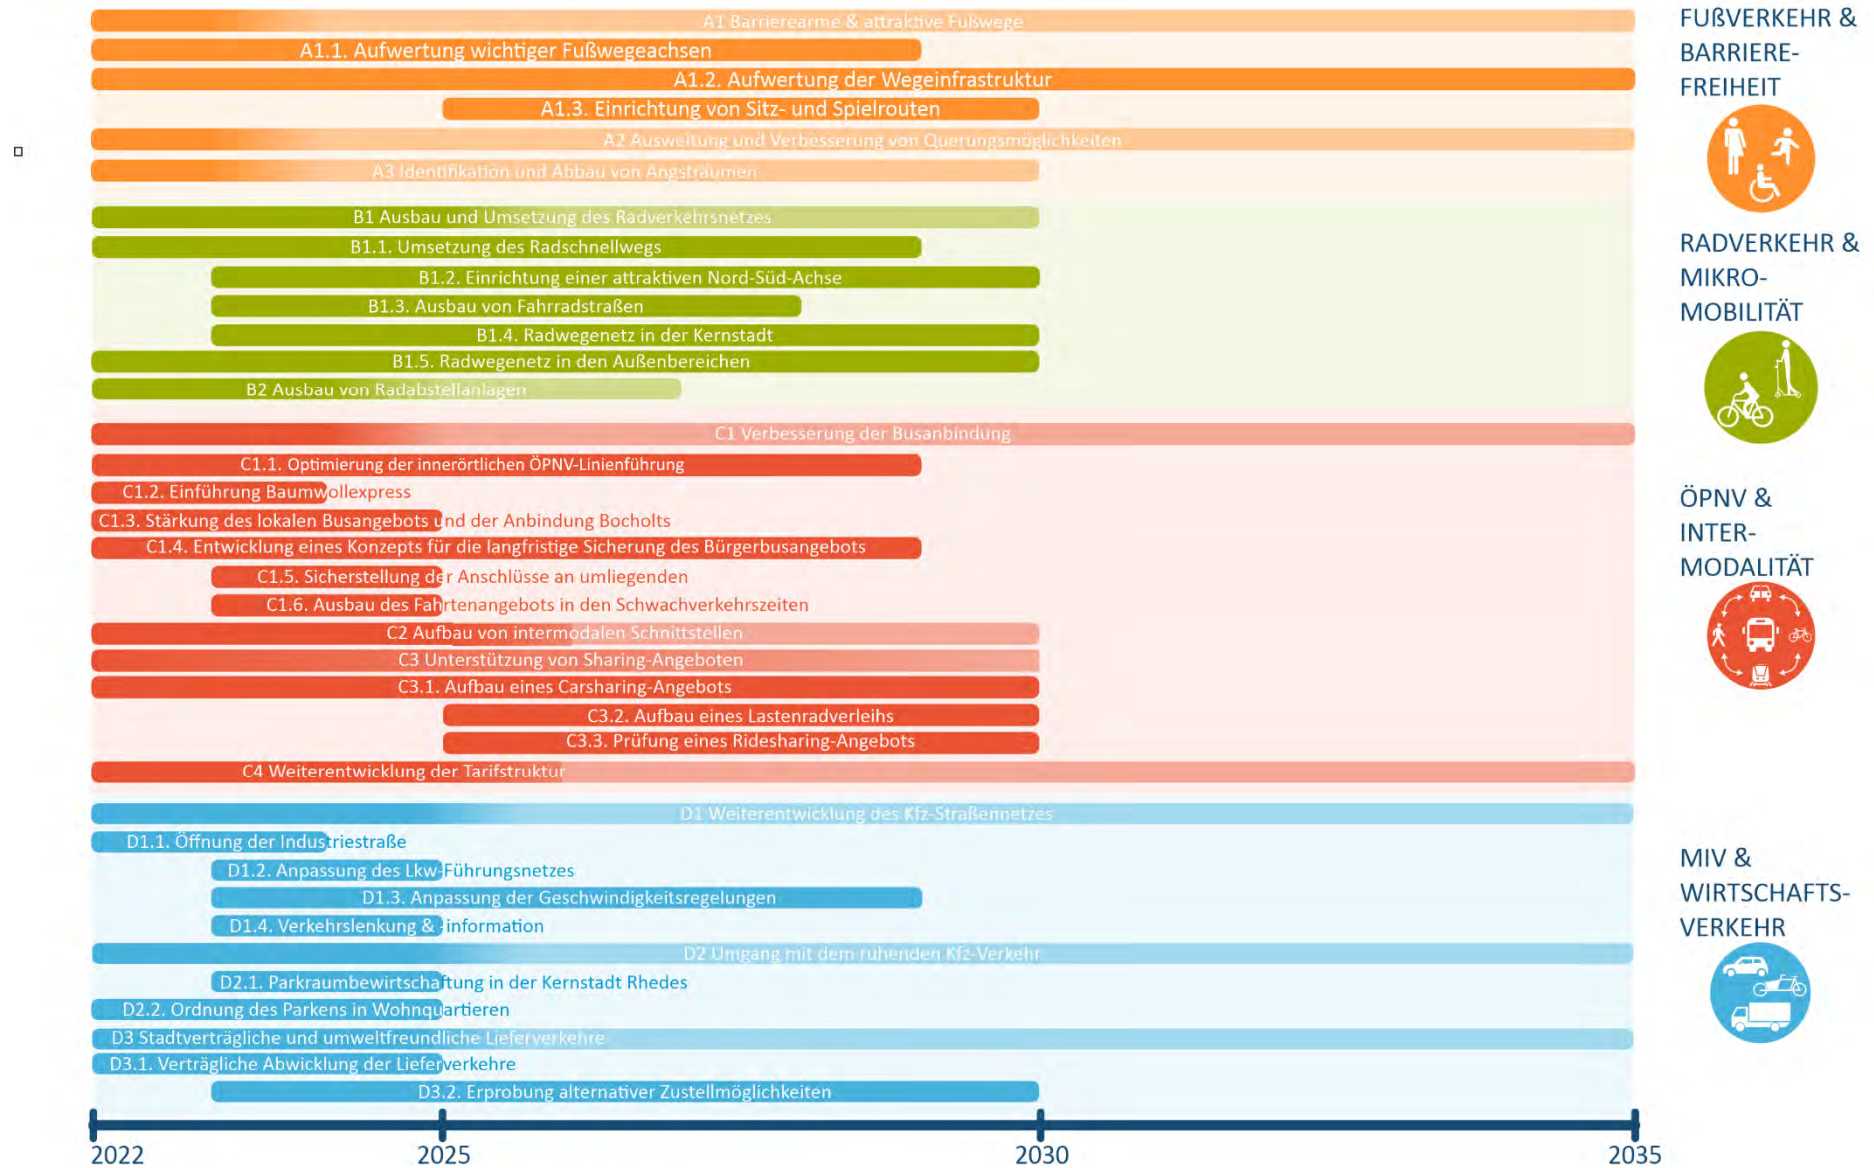 A1 Barrierearme & attraktive Fußwege
A1.1. Aufwertung wichtiger Fußwegeachsen
A1.2. Aufwertung der Wegeinfrastruktur
A1.3. Einrichtung von Sitz- und Spielrouten
A2 Ausweitung und Verbesserung von Querungsmöglichkeiten
A3 Identifikation und Abbau von Angsträumen
FUẞVERKEHR &
BARRIERE-
FREIHEIT
B1 Ausbau und Umsetzung des Radverkehrsnetzes
B1.1. Umsetzung des Radschnellwegs
B1.2. Einrichtung einer attraktiven Nord-Süd-Achse
B1.3. Ausbau von Fahrradstraßen
B1.4. Radwegenetz in der Kernstadt
B1.5. Radwegenetz in den Außenbereichen
B2 Ausbau von Radabstellanlagen
RADVERKEHR &
MIKRO-
MOBILITÄT
C1 Verbesserung der Busanbindung
C1.1. Optimierung der innerörtlichen ÖPNV-Linienführung
C1.2. Einführung Baumwollexpress
C1.3. Stärkung des lokalen Busangebots und der Anbindung Bocholts
C1.4. Entwicklung eines Konzepts für die langfristige Sicherung des Bürgerbusangebots
C1.5. Sicherstellung der Anschlüsse an umliegenden
C1.6. Ausbau des Fahrtenangebots in den Schwachverkehrszeiten
C2 Aufbau von intermodalen Schnittstellen
C3 Unterstützung von Sharing-Angeboten
C3.1. Aufbau eines Carsharing-Angebots
C3.2. Aufbau eines Lastenradverleihs
C3.3. Prüfung eines Ridesharing-Angebots
C4 Weiterentwicklung der Tarifstruktur
ÖPNV &
INTER-
MODALITÄT
D1 Weiterentwicklung des Kfz-Straßennetzes
D1.1. Öffnung der Industriestraße
D1.2. Anpassung des Lkw-Führungsnetzes
D1.3. Anpassung der Geschwindigkeitsregelungen
D1.4. Verkehrslenkung & -information
D2 Umgang mit dem ruhenden Kfz-Verkehr
D2.1. Parkraumbewirtschaftung in der Kernstadt Rhedes
D2.2. Ordnung des Parkens in Wohnquartieren
D3 Stadtverträgliche und umweltfreundliche Lieferverkehre
D3.1. Verträgliche Abwicklung der Lieferverkehre
D3.2. Erprobung alternativer Zustellmöglichkeiten
MIV &
WIRTSCHAFTS-
VERKEHR
2022
2025
2030
2035